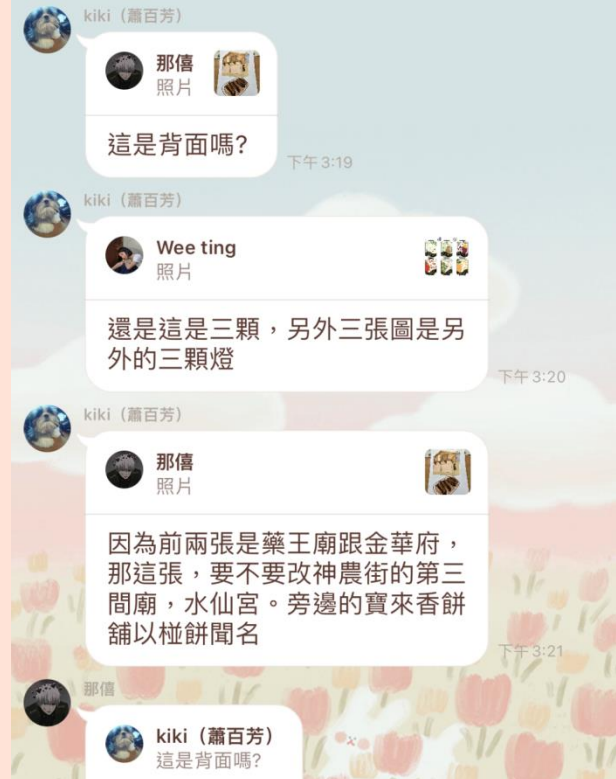 kiki（蕭百芳）
那僖
照片
這是背面嗎?
下午 3:19
kiki（蕭百芳）
Wee ting
照片
還是這是三顆，另外三張圖是另
外的三顆燈
下午 3:20
kiki（蕭百芳）
那僖
照片
因為前兩張是藥王廟跟金華府，
那這張，要不要改神農街的第三
間廟，水仙宮。旁邊的寶來香餅
舖以椪餅聞名
下午 3:21
那僖
kiki（蕭百芳）
這是背面嗎?